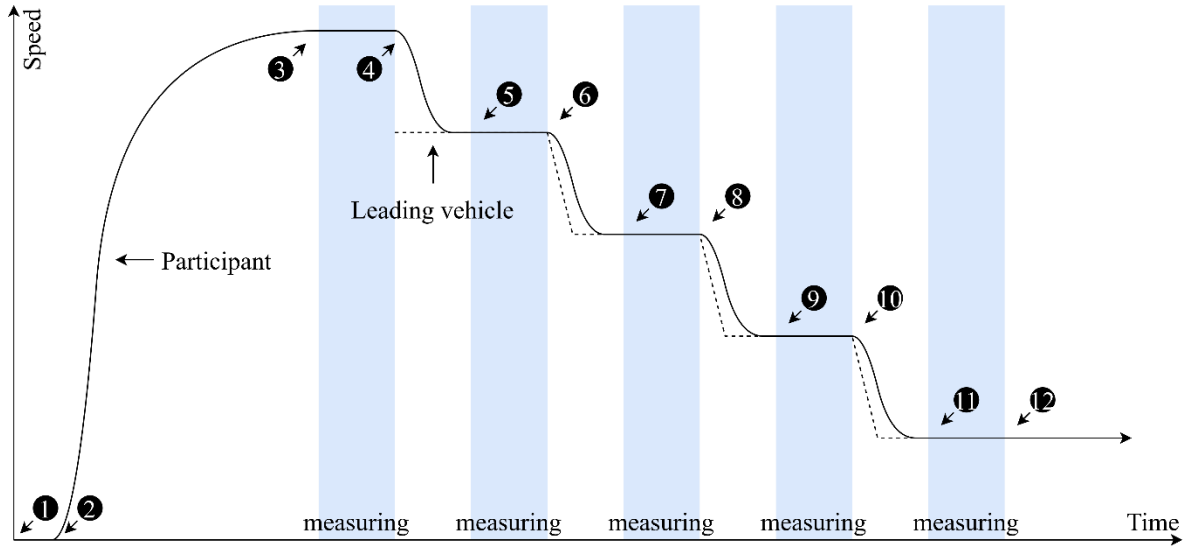 Speed
3
4
5
6
Leading vehicle
7
8
Participant
9
10
11
12
1
2
measuring
measuring
measuring
measuring
measuring
Time